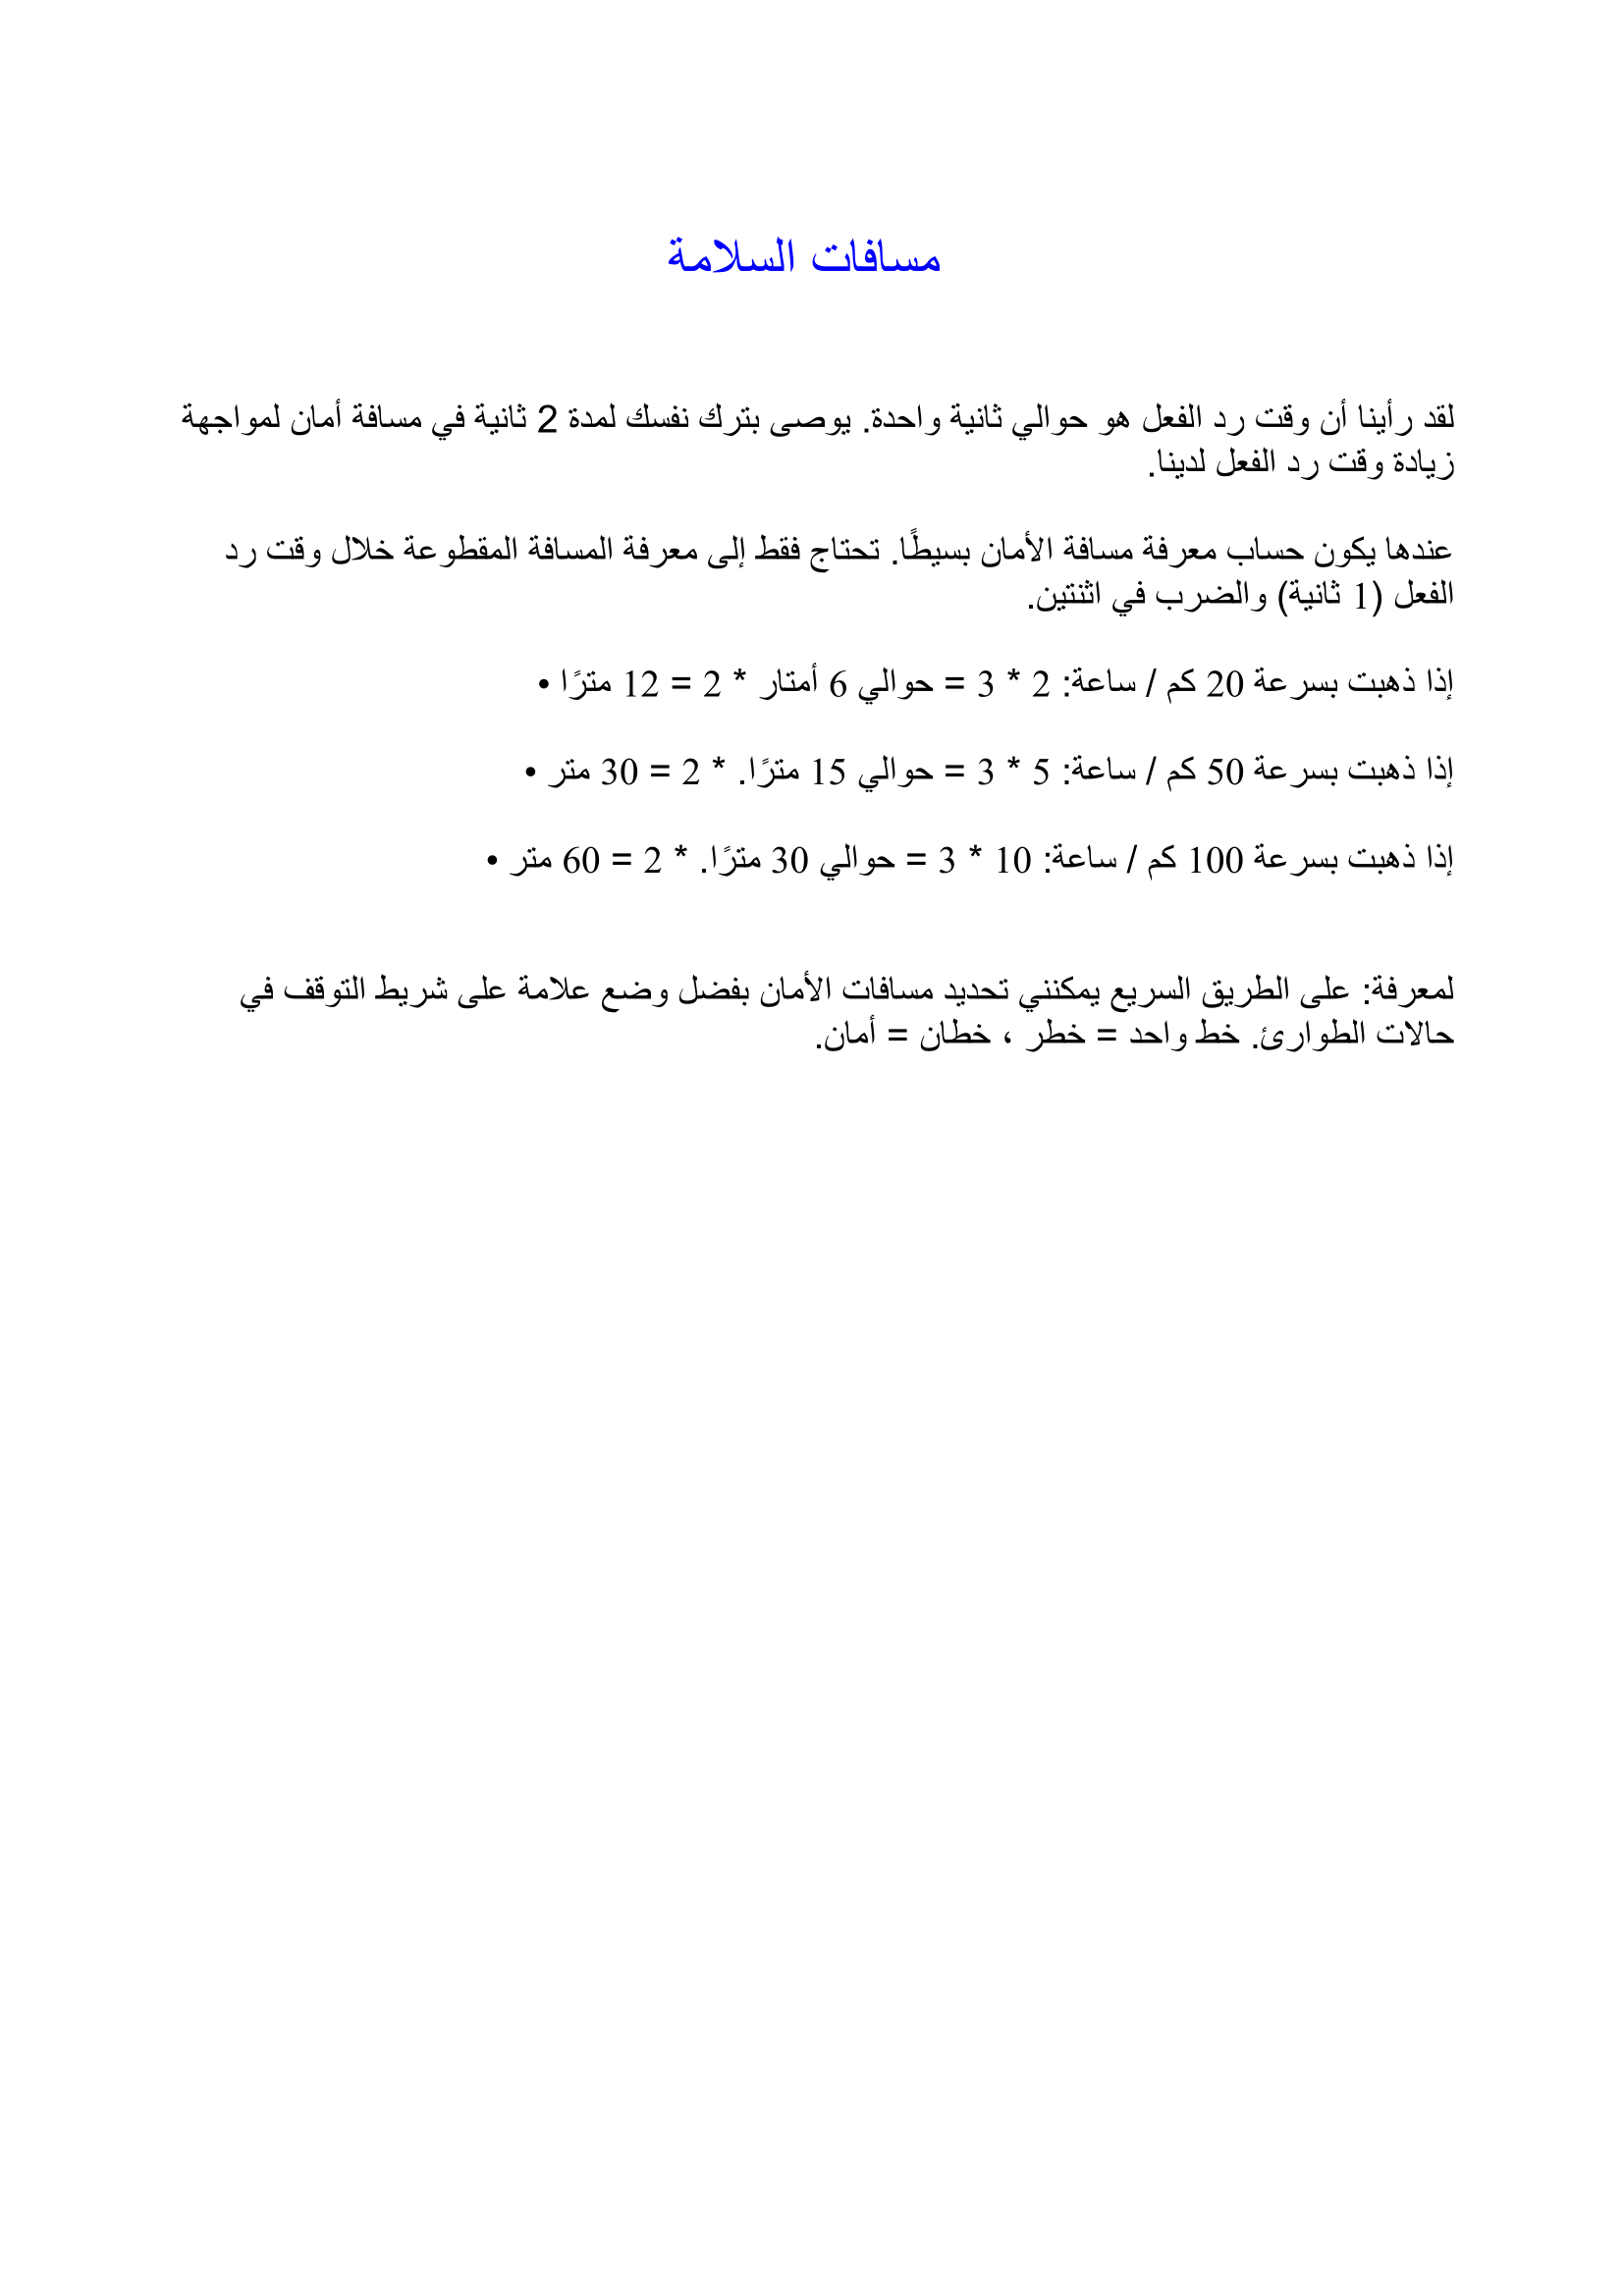 مسافات السلامة
لقد رأينا أن وقت رد الفعل هو حوالي ثانية واحدة. يوصى بترك نفسك لمدة 2 ثانية في مسافة أمان لمواجهة
زيادة وقت رد الفعل لدينا.
عندها يكون حساب معرفة مسافة الأمان بسيطًا. تحتاج فقط إلى معرفة المسافة المقطوعة خلال وقت رد
الفعل (1 ثانية) والضرب في اثنتين.
إذا ذهبت بسرعة 20 كم / ساعة: 2 * 3 = حوالي 6 أمتار * 2 = 12 مترًا •
إذا ذهبت بسرعة 50 كم / ساعة: 5 * 3 = حوالي 15 مترًا. * 2 = 30 متر •
إذا ذهبت بسرعة 100 كم / ساعة: 10 * 3 = حوالي 30 مترًا. * 2 = 60 متر •
لمعرفة: على الطريق السريع يمكنني تحديد مسافات الأمان بفضل وضع علامة على شريط التوقف في
حالات الطوارئ. خط واحد = خطر ، خطان = أمان.